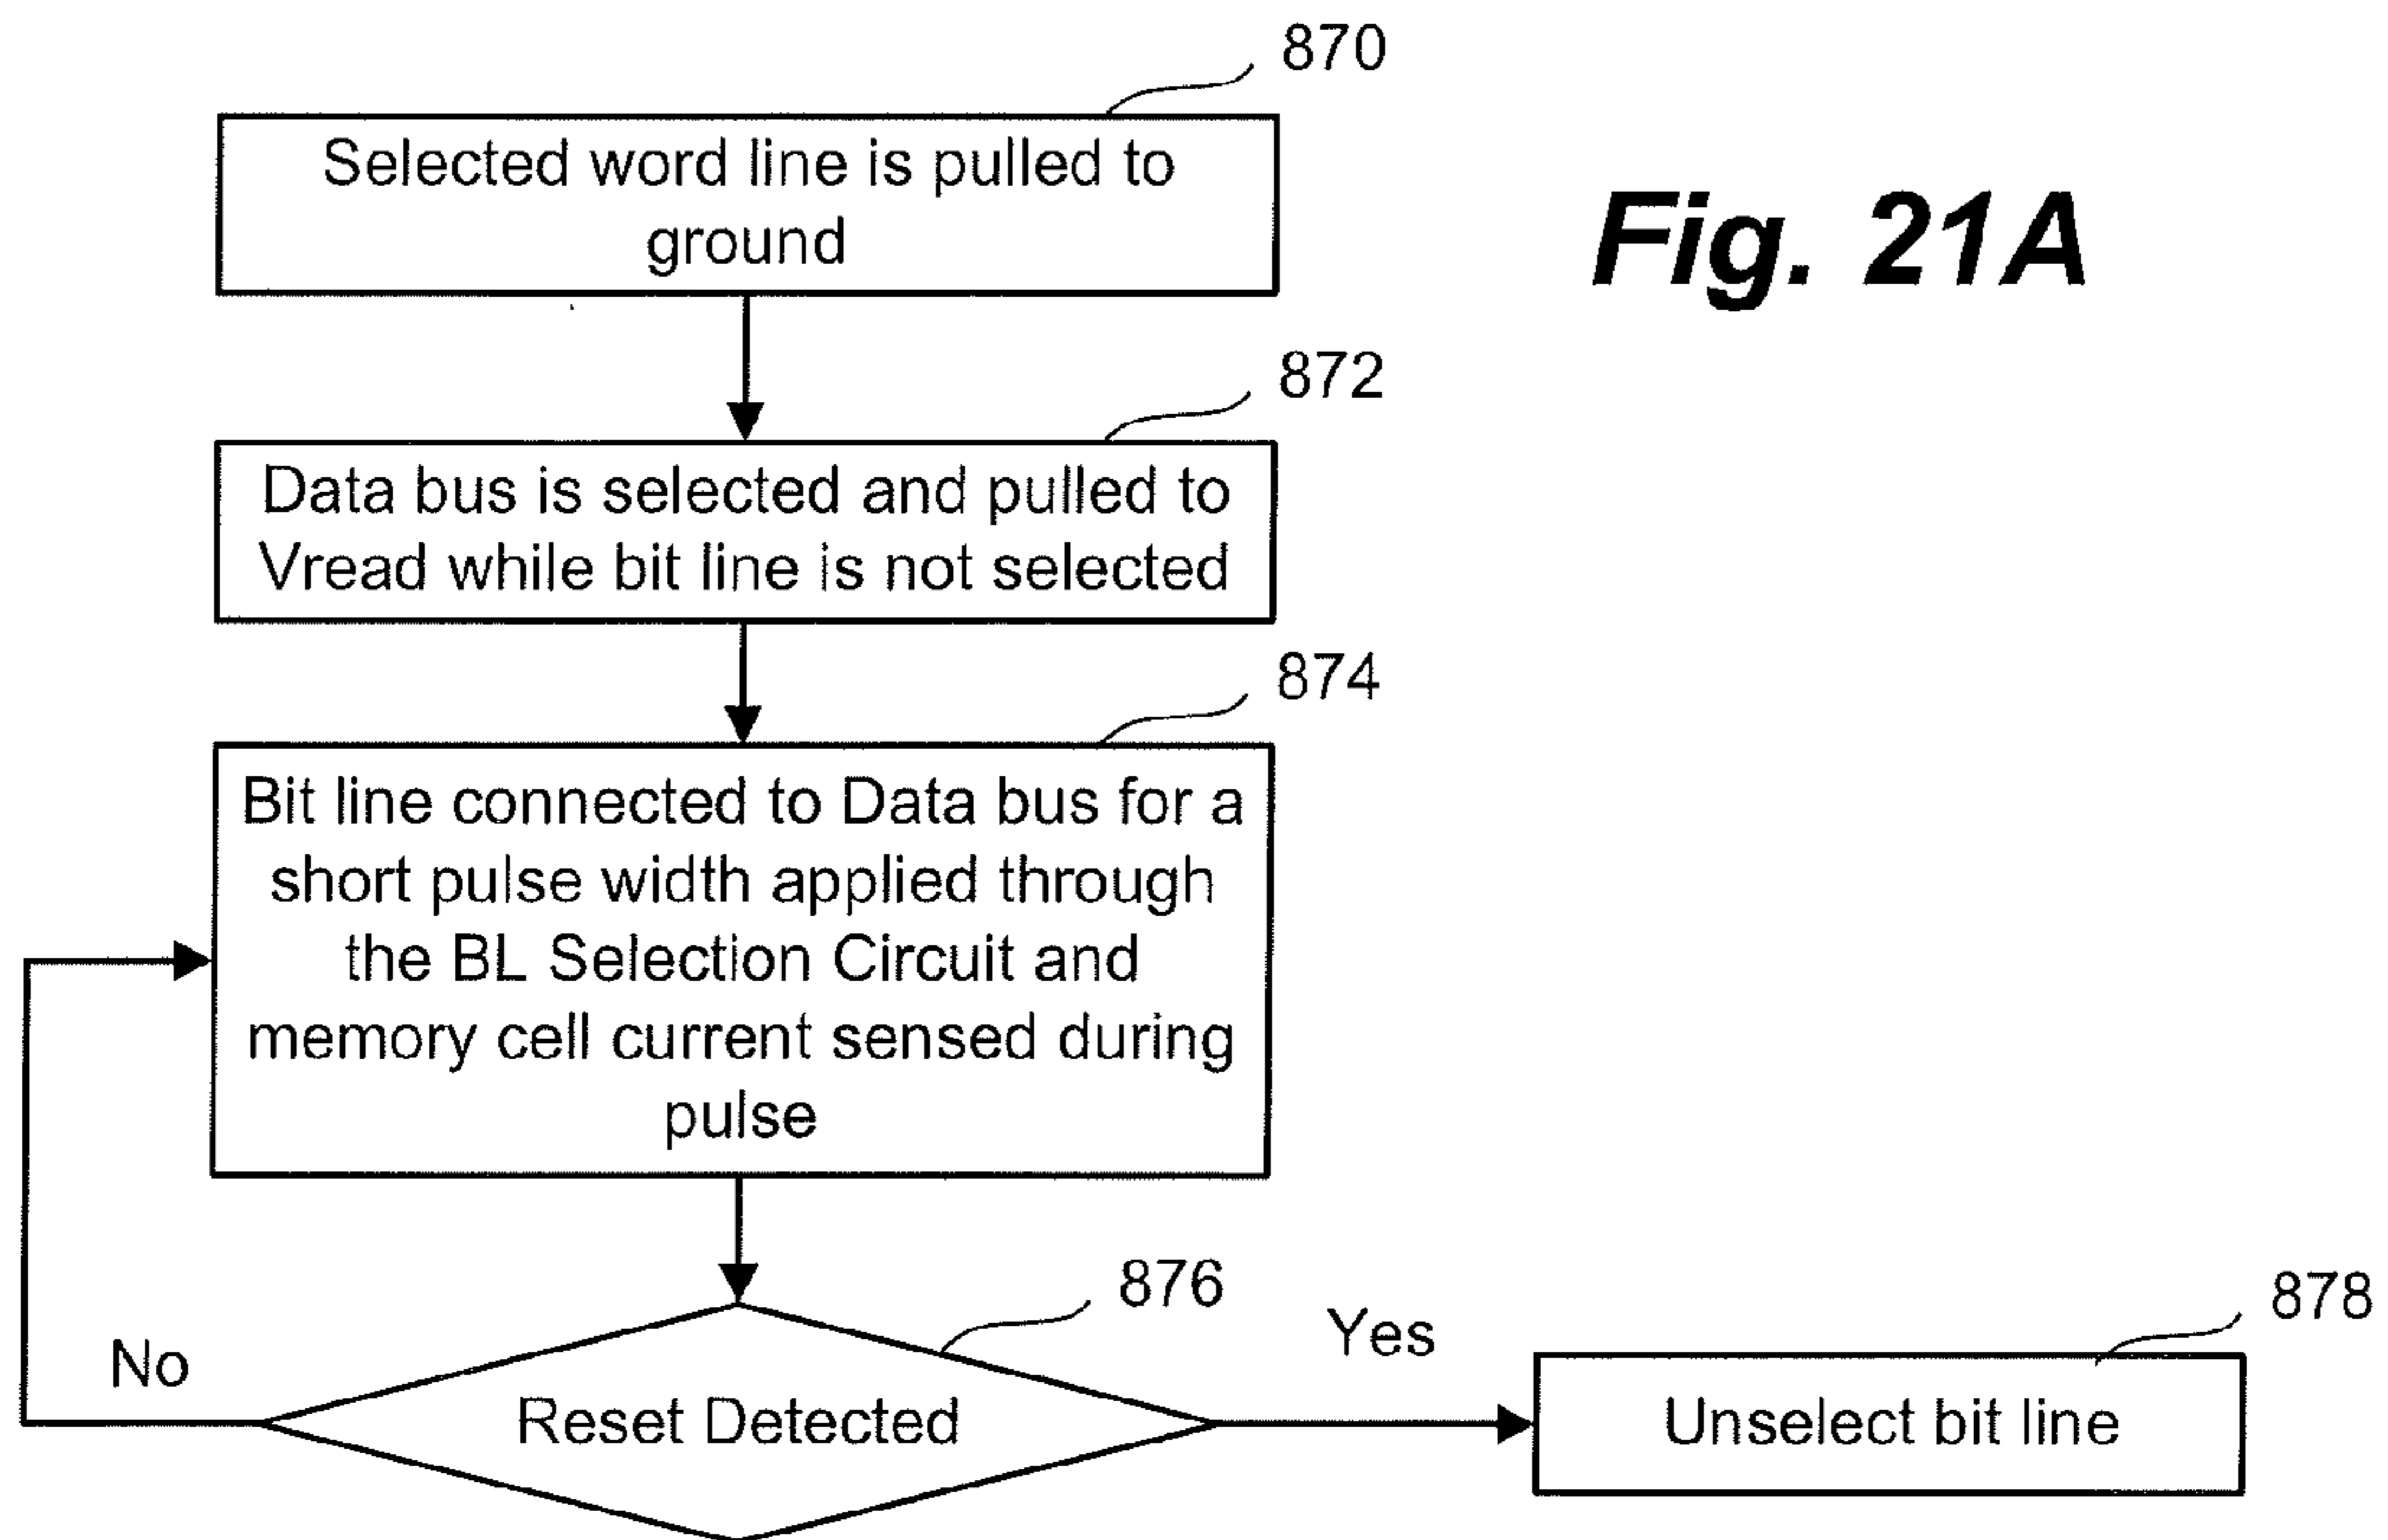 870
Selected word line is pulled to
ground
Fig. 21A
872
Data bus is selected and pulled to
Vread while bit line is not selected
874
Bit line connected to Data bus for a
short pulse width applied through
the BL Selection Circuit and
memory cell current sensed during
pulse
876
Reset Detected
No
Yes
878
Unselect bit line